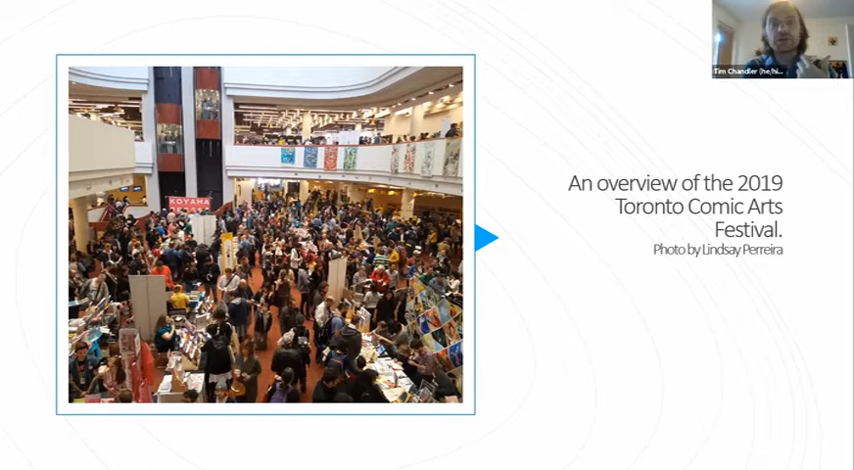 Tim Chandler (he/hi...
KOYAMA
An overview of the 2019
Toronto Comic Arts
Festival.
Photo by Lindsay Perreira